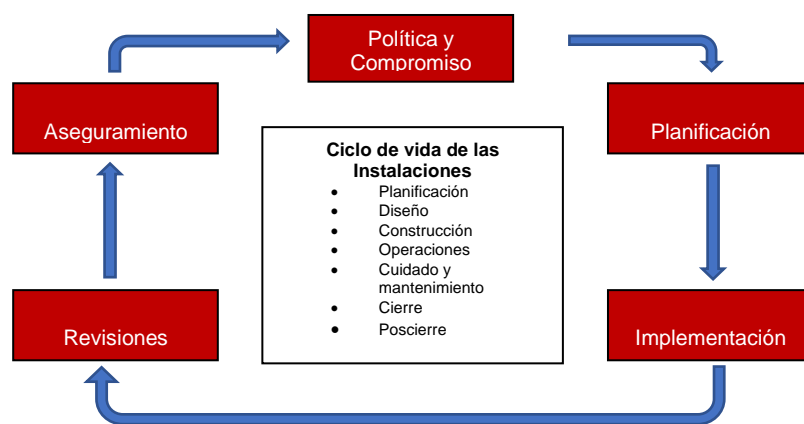 Política y
Compromiso
Aseguramiento
Planificación
Ciclo de vida de las
Instalaciones
• Planificación
• Diseño
• Construcción
• Operaciones
• Cuidado y
mantenimiento
• Cierre
• Poscierre
Revisiones
Implementación